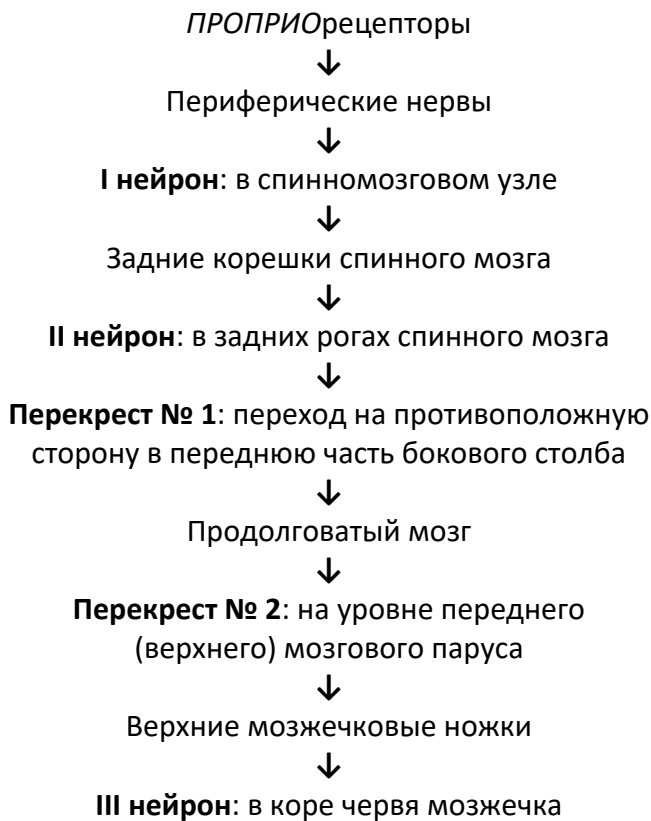 ПРОПРИОрецепторы
↓
Периферические нервы
↓
I нейрон: в спинномозговом узле
↓
Задние корешки спинного мозга
↓
II нейрон: в задних рогах спинного мозга
↓
Перекрест № 1: переход на противоположную
сторону в переднюю часть бокового столба
↓
Продолговатый мозг
↓
Перекрест № 2: на уровне переднего
(верхнего) мозгового паруса
↓
Верхние мозжечковые ножки
↓
III нейрон: в коре червя мозжечка